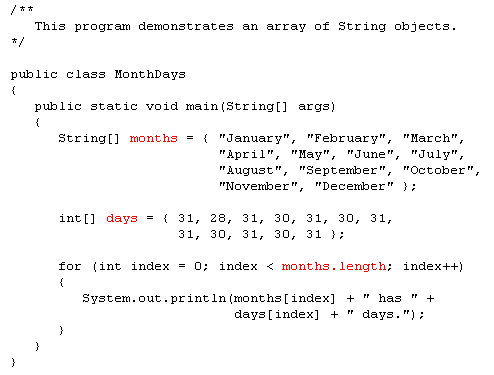 /**
   This program demonstrates an array of String objects.
*/
public class MonthDays
{
   public static void main(String[] args)
   {
      String[] months = { "January", "February", "March",
                          "April", "May", "June", "July",
                          "August", "September", "October",
                          "November", "December" };
      int[] days = { 31, 28, 31, 30, 31, 30, 31,
                     31, 30, 31, 30, 31 };
      for (int index = 0; index < months.length; index++)
      {
         System.out.println(months[index] + " has " +
                            days[index] + " days.");
      }
   }
}